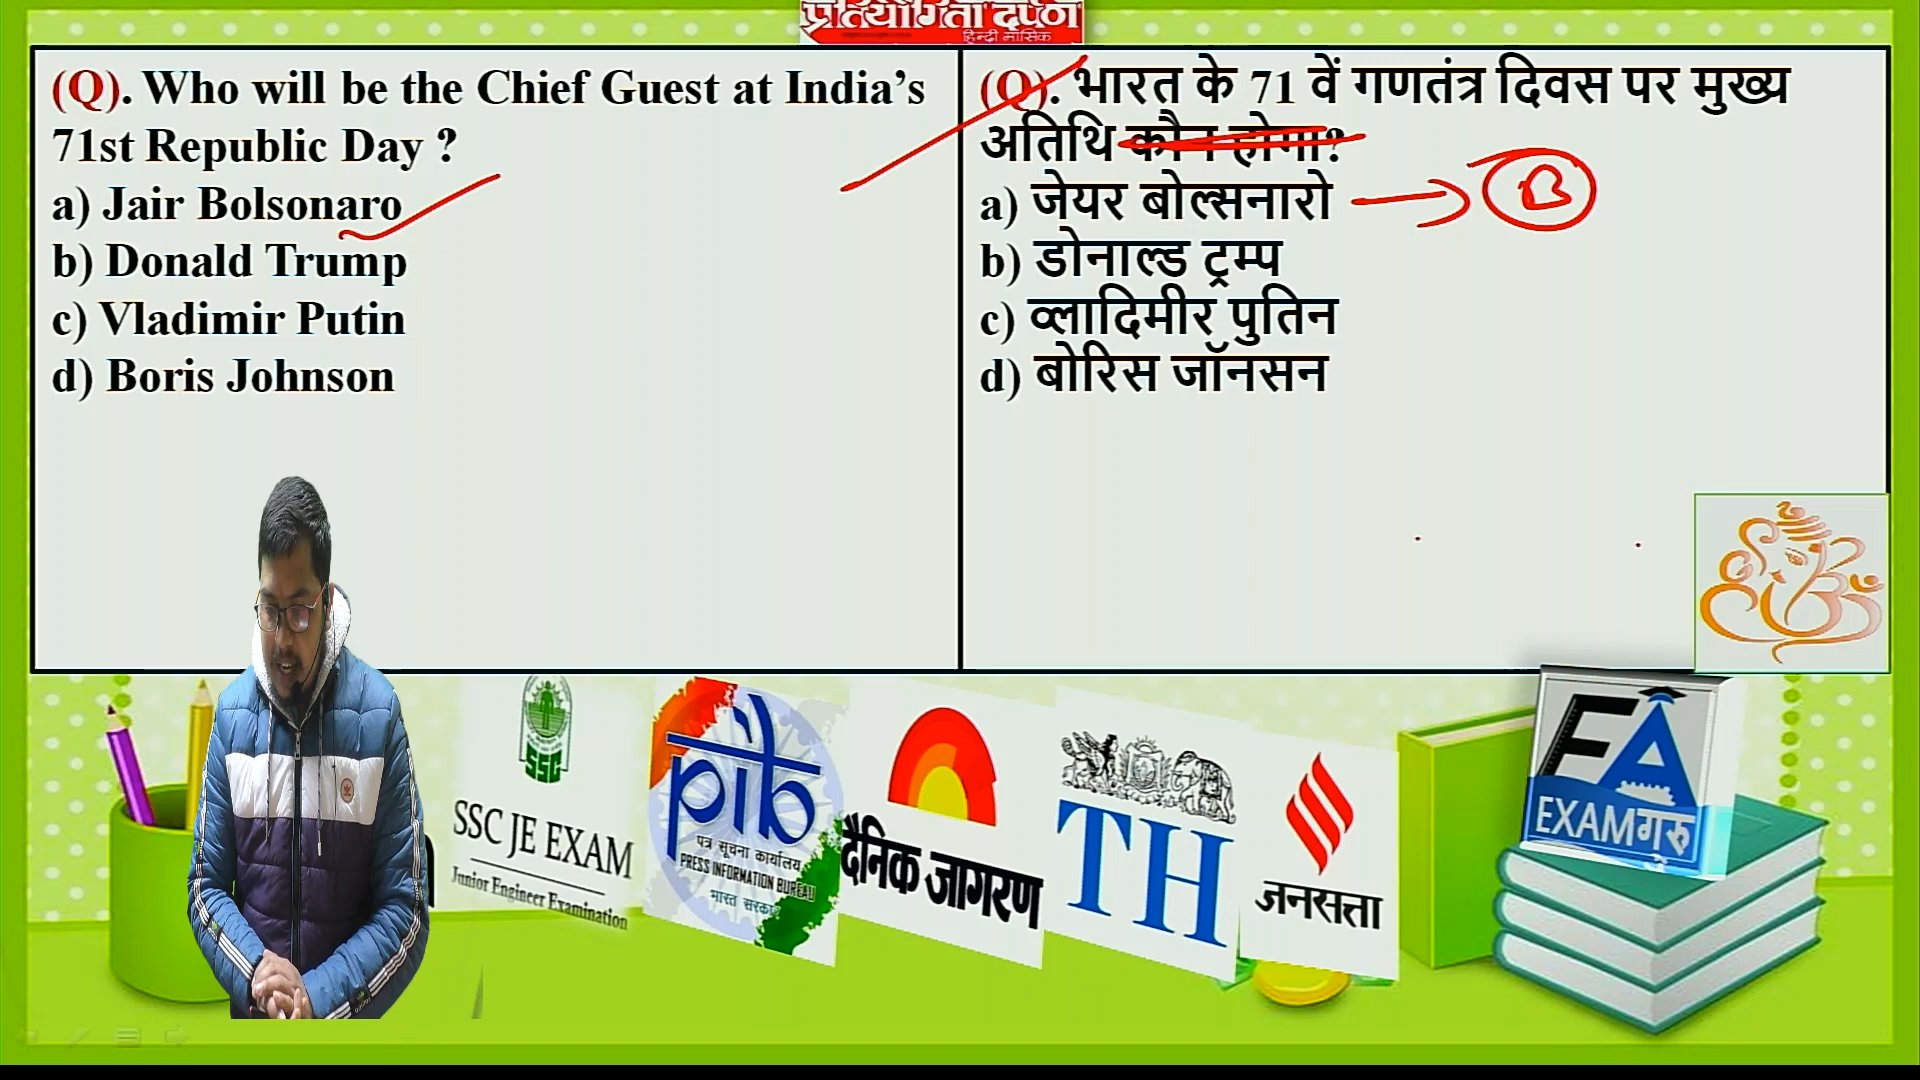 प्रतियोगिता दर्पण
हिन्दी मासिक
(Q). Who will be the Chief Guest at India's
71st Republic Day ?
a) Jair Bolsonaro
b) Donald Trump
c) Vladimir Putin
d) Boris Johnson
(Q). भारत के 71 वें गणतंत्र दिवस पर मुख्य
अतिथि कौन होगा?
a) जेयर बोल्सनारो
B
b) डोनाल्ड ट्रम्प
c) व्लादिमीर पुतिन
d) बोरिस जॉनसन
SSC
SSC JE EXAM
Junior Engineer Examination
pib
पत्र सूचना कार्यालय
PRESS INFORMATION BUREAU
भारत सरकार
दैनिक जागरण
TH
जनसत्ता
FA
EXAMगुरु